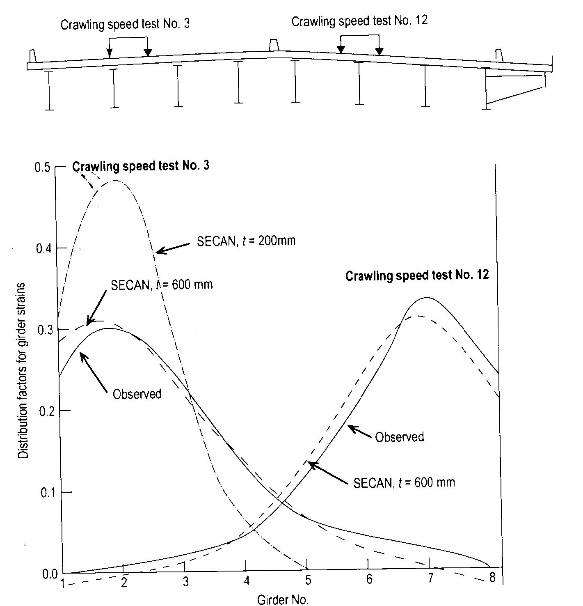 Crawling speed test No. 3
Crawling speed test No. 12
0.5
Crawling speed test No. 3
SECAN, t = 200mm
0.4
Crawling speed test No. 12
SECAN, t = 600 mm
0.3
Observed
0.2
Observed
SECAN, t = 600 mm
0.1
0.0
1 2 3 4 5 6 7 8
Girder No.
Distribution factors for girder strains